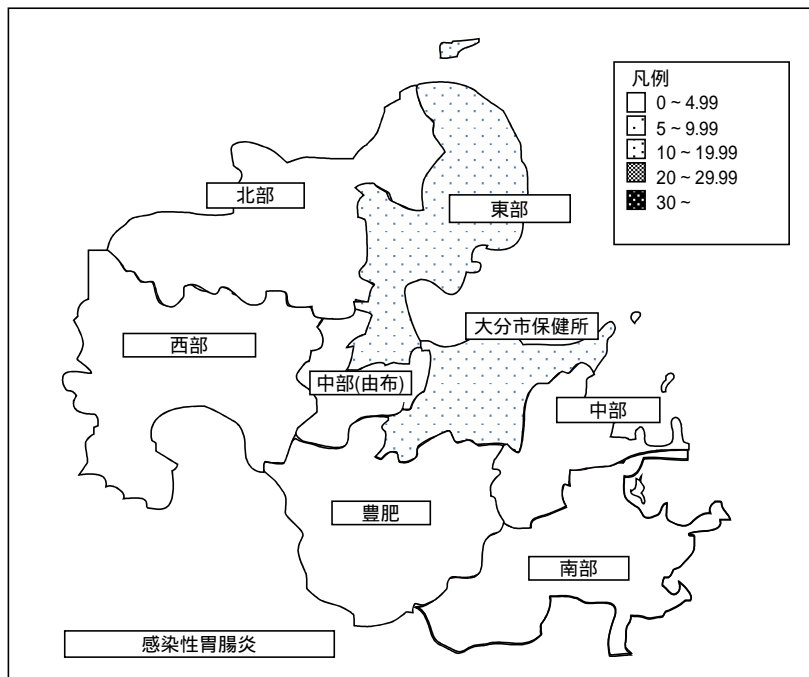 凡例
0 ~ 4.99
5 ~ 9.99
10 ~ 19.99
20 ~ 29.99
30 ~
北部
東部
大分市保健所
西部
中部(由布)
中部
豊肥
南部
感染性胃腸炎